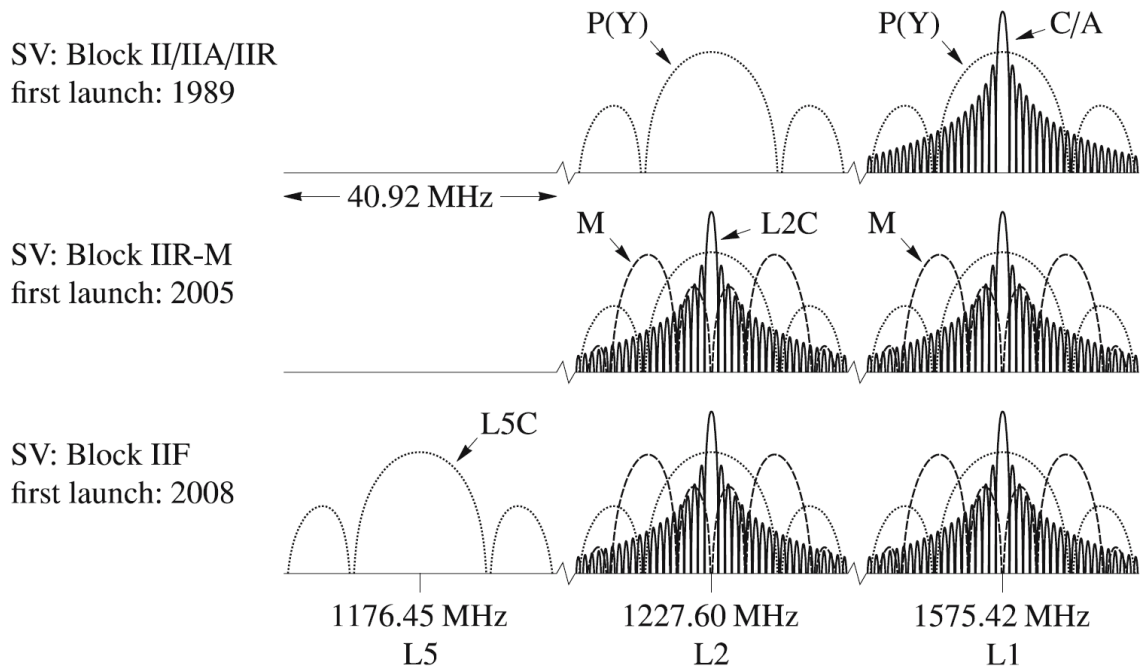 P(Y)
P(Y)
C/A
SV: Block II/IIA/IIR
first launch: 1989
40.92 MHz
M
L2C
M
SV: Block IIR-M
first launch: 2005
L5C
SV: Block IIF
first launch: 2008
1176.45 MHz
1227.60 MHz
1575.42 MHz
L5
L2
L1